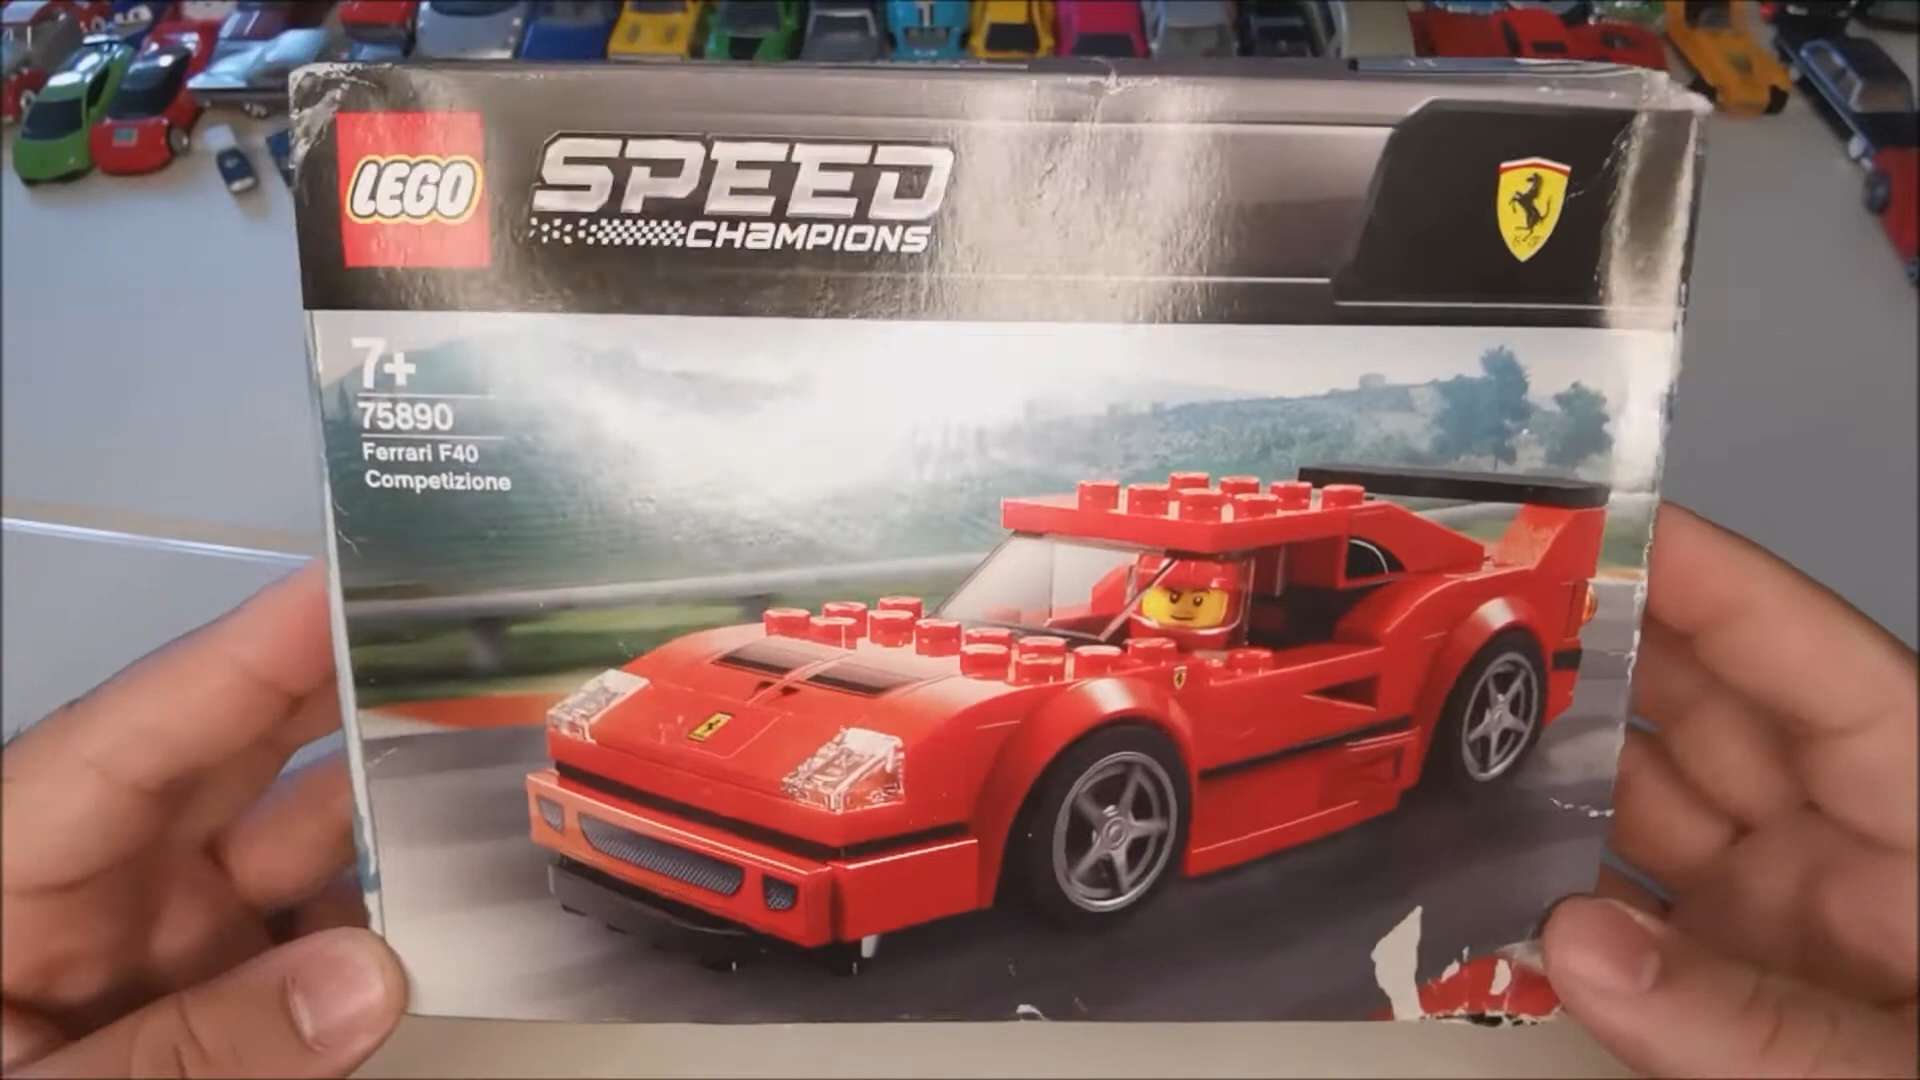 LEGO
SPEED
CHAMPIONS
7+
75890
Ferrari F40
Competizione